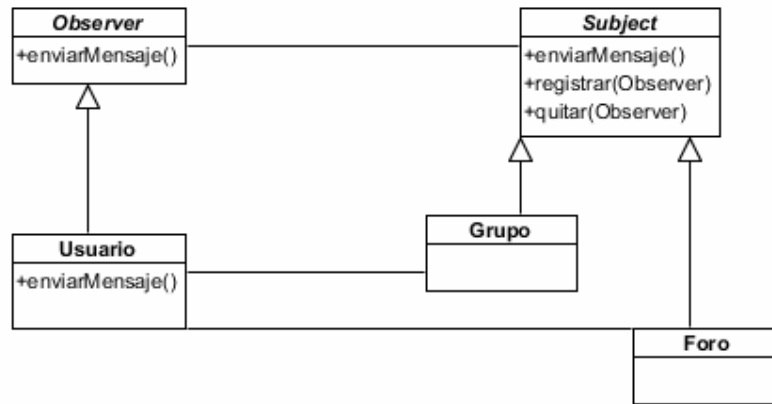 Observer
+enviarMensaje()
Subject
+enviarMensaje()
+registrar(Observer)
+quitar(Observer)
Usuario
+enviarMensaje()
Grupo
Foro